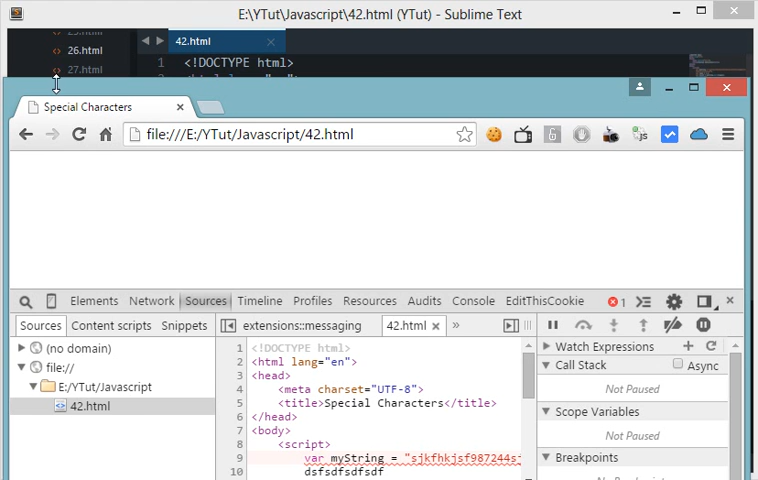 E:\YTut\Javascript\42.html (YTut) - Sublime Text
26.html
27.html
42.html
1 <!DOCTYPE html>
Special Characters
file:///E:/YTut/Javascript/42.html
js
Elements Network Sources Timeline Profiles Resources Audits Console EditThisCookie 1
Sources Content scripts Snippets
extensions::messaging 42.html »
(no domain)
file://
E:/YTut/Javascript
42.html
1 <!DOCTYPE html>
2 <html lang="en">
3 <head>
4 <meta charset="UTF-8">
5 <title>Special Characters</title>
6 </head>
7 <body>
8 <script>
9 var myString = "sjkfhkjsf987244sj
10 dsfsdfsdfsdf
Watch Expressions
Call Stack Async
Not Paused
Scope Variables
Not Paused
Breakpoints